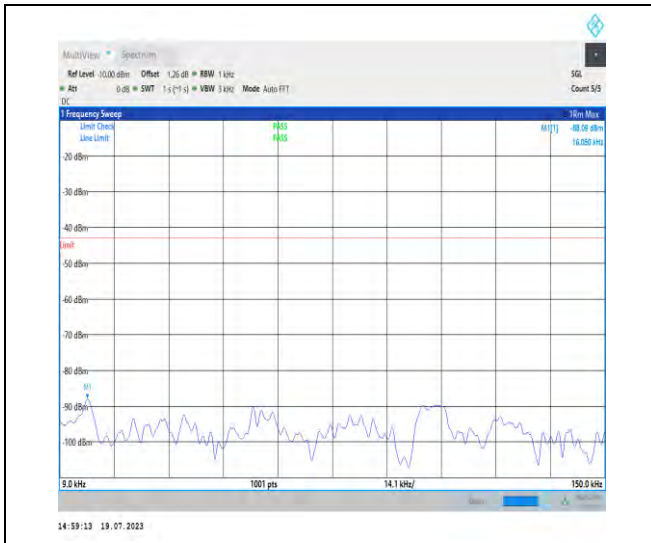 MultiView Spectrum
Ref Level -10.00 dBm Offset 1.26 dB RBW 1 kHz SGL
Att 0 dB SWT 1 s (~1 s) VBW 3 kHz Mode Auto FFT Count 5/5
DC
1 Frequency Sweep 1Rm Max
Limit Check PASS M1[1] -88.09 dBm
Line Limit PASS 16.050 kHz
-20 dBm
-30 dBm
-40 dBm
Limit
-50 dBm
-60 dBm
-70 dBm
-80 dBm
M1
-90 dBm
-100 dBm
9.0 kHz 1001 pts 14.1 kHz/ 150.0 kHz
14:59:13 19.07.2023